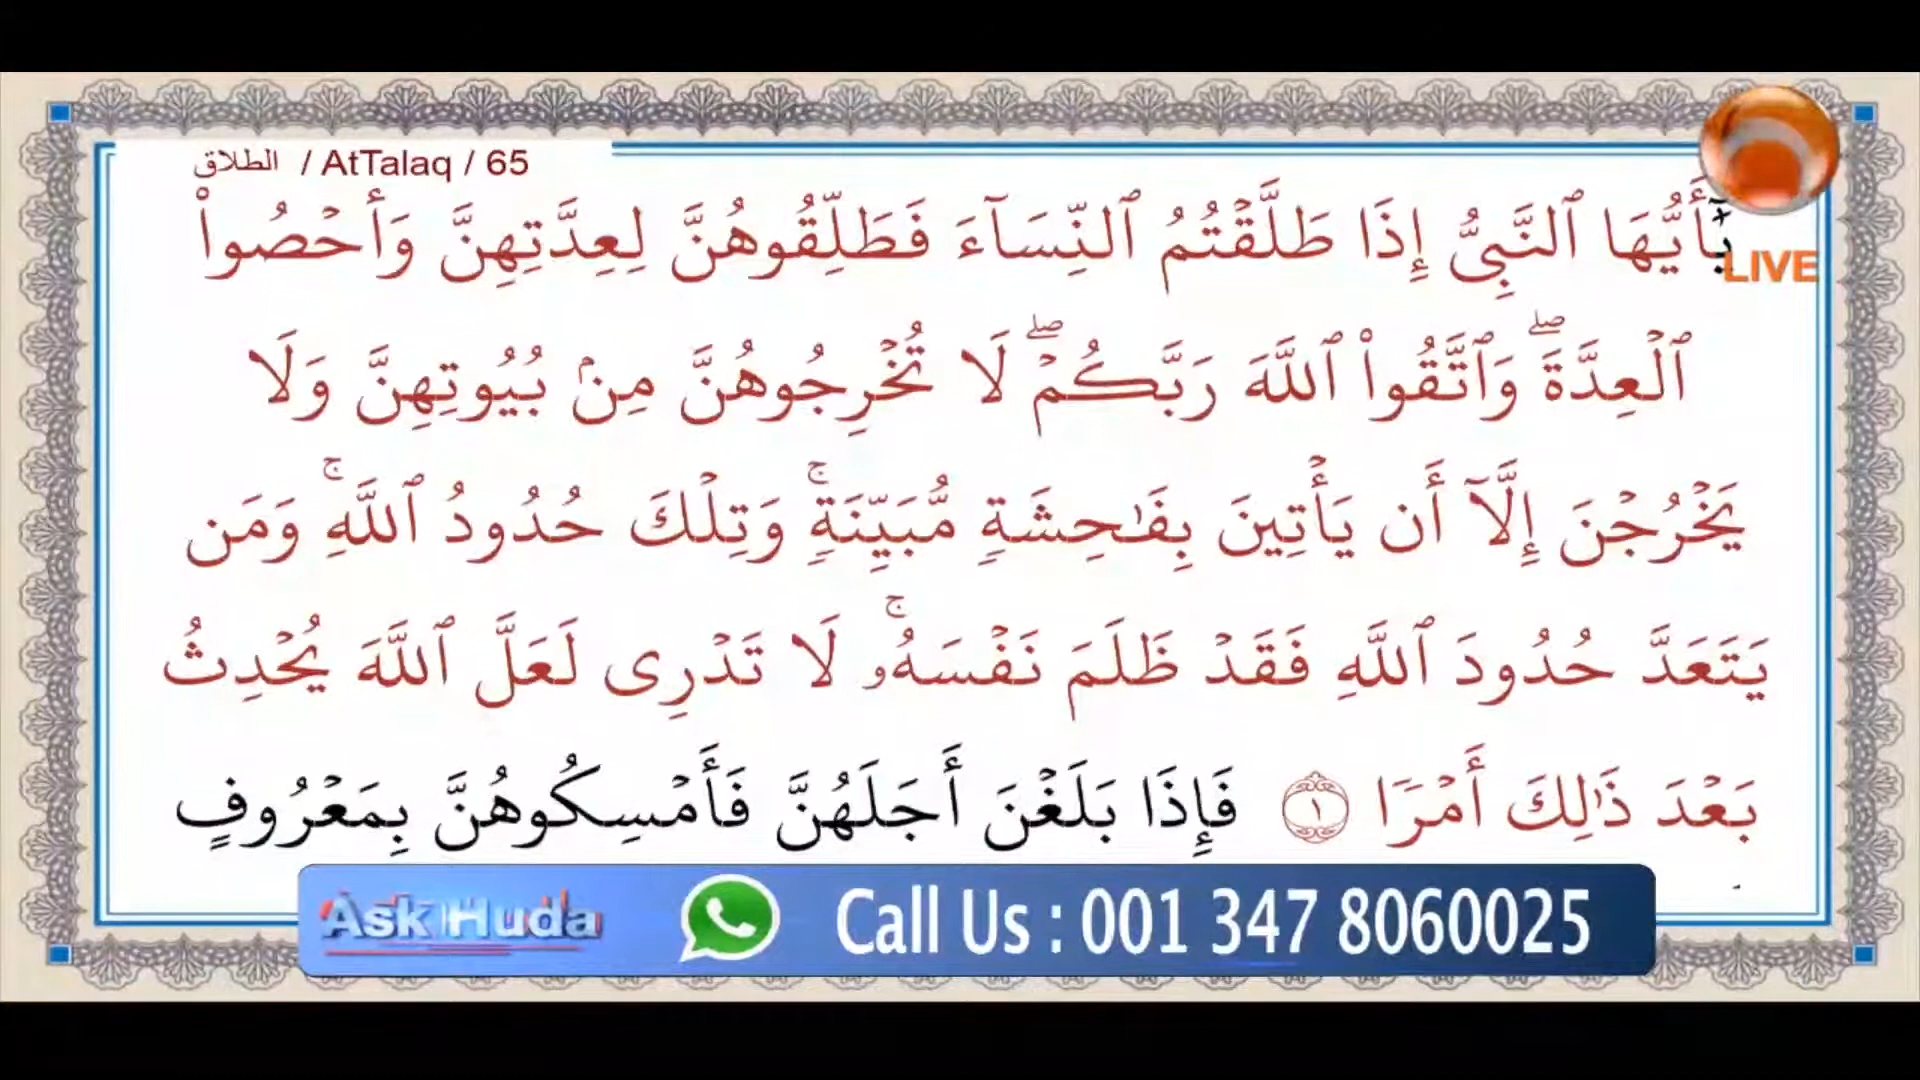 الطلاق / AtTalaq / 65
يَٰٓأَيُّهَا ٱلنَّبِىُّ إِذَا طَلَّقْتُمُ ٱلنِّسَآءَ فَطَلِّقُوهُنَّ لِعِدَّتِهِنَّ وَأَحْصُوا۟
LIVE
ٱلْعِدَّةَ ۖ وَٱتَّقُوا۟ ٱللَّهَ رَبَّكُمْ ۖ لَا تُخْرِجُوهُنَّ مِنۢ بُيُوتِهِنَّ وَلَا
يَخْرُجْنَ إِلَّآ أَن يَأْتِينَ بِفَٰحِشَةٍ مُّبَيِّنَةٍ ۚ وَتِلْكَ حُدُودُ ٱللَّهِ ۚ وَمَن
يَتَعَدَّ حُدُودَ ٱللَّهِ فَقَدْ ظَلَمَ نَفْسَهُۥ ۚ لَا تَدْرِى لَعَلَّ ٱللَّهَ يُحْدِثُ
بَعْدَ ذَٰلِكَ أَمْرًا ١ فَإِذَا بَلَغْنَ أَجَلَهُنَّ فَأَمْسِكُوهُنَّ بِمَعْرُوفٍ
Ask Huda Call Us : 001 347 8060025